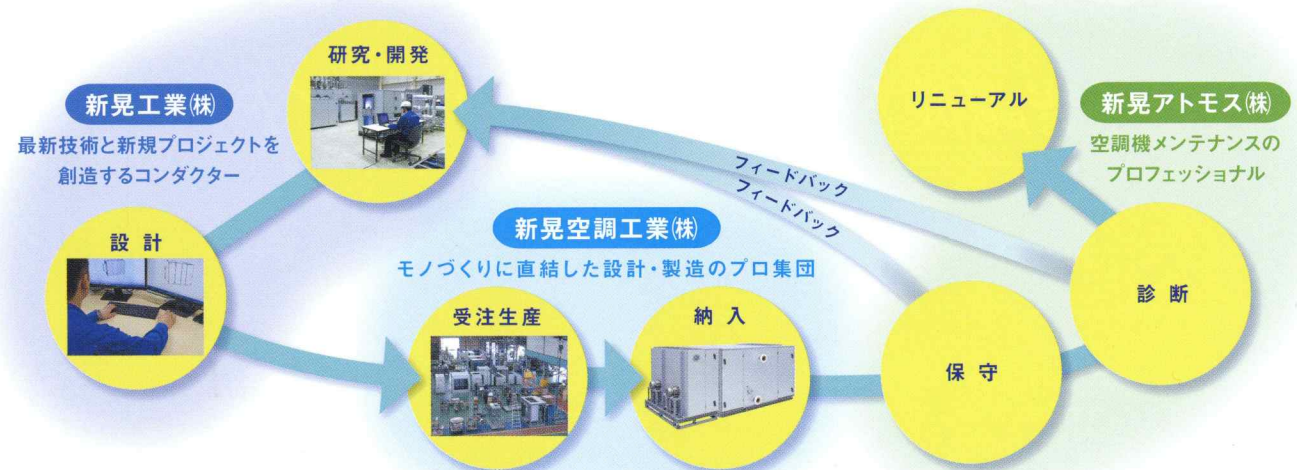 研究・開発
新晃工業㈱
最新技術と新規プロジェクトを
創造するコンダクター
設計
新晃空調工業㈱
モノづくりに直結した設計・製造のプロ集団
受注生産
納入
フィードバック
フィードバック
リニューアル
新晃アトモス㈱
空調機メンテナンスの
プロフェッショナル
診断
保守